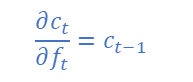 ∂c_t/∂f_t = c_{t−1}